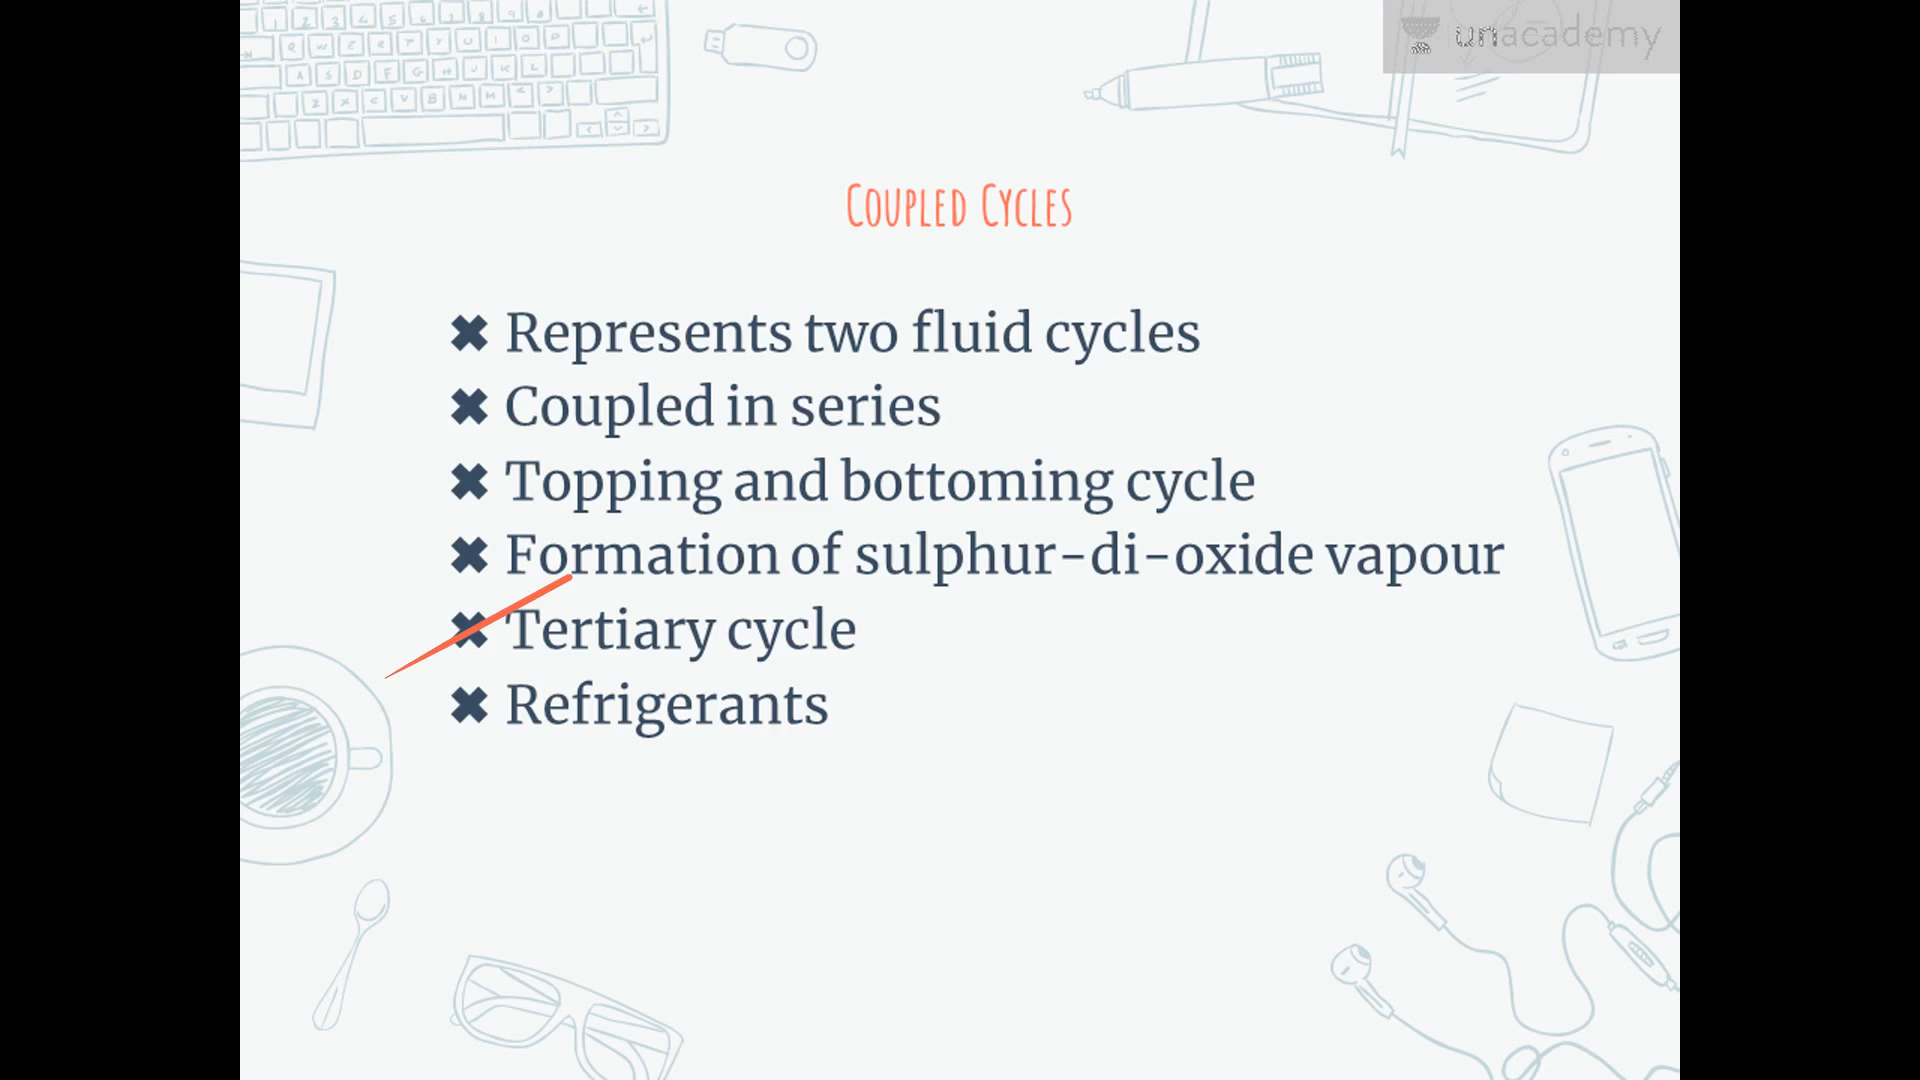 unacademy
Coupled Cycles
✖ Represents two fluid cycles
✖ Coupled in series
✖ Topping and bottoming cycle
✖ Formation of sulphur-di-oxide vapour
✖ Tertiary cycle
✖ Refrigerants